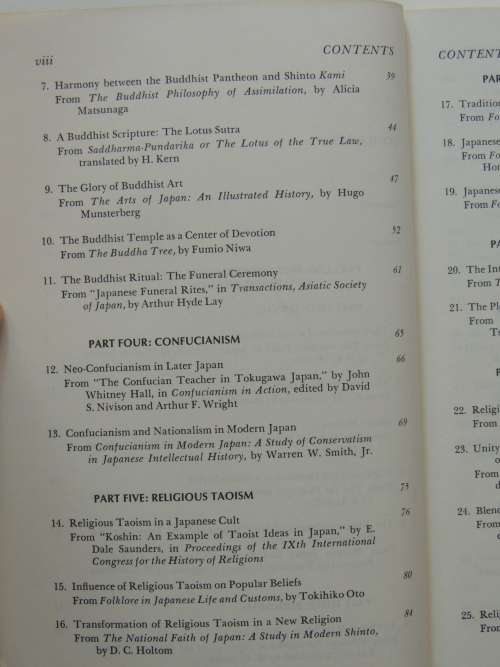 viii
CONTENTS
7. Harmony between the Buddhist Pantheon and Shinto Kami 39
From The Buddhist Philosophy of Assimilation, by Alicia
Matsunaga
8. A Buddhist Scripture: The Lotus Sutra 44
From Saddharma-Pundarika or The Lotus of the True Law,
translated by H. Kern
9. The Glory of Buddhist Art 47
From The Arts of Japan: An Illustrated History, by Hugo
Munsterberg
10. The Buddhist Temple as a Center of Devotion 52
From The Buddha Tree, by Fumio Niwa
11. The Buddhist Ritual: The Funeral Ceremony 61
From "Japanese Funeral Rites," in Transactions, Asiatic Society
of Japan, by Arthur Hyde Lay
PART FOUR: CONFUCIANISM 65
12. Neo-Confucianism in Later Japan 66
From "The Confucian Teacher in Tokugawa Japan," by John
Whitney Hall, in Confucianism in Action, edited by David
S. Nivison and Arthur F. Wright
13. Confucianism and Nationalism in Modern Japan 69
From Confucianism in Modern Japan: A Study of Conservatism
in Japanese Intellectual History, by Warren W. Smith, Jr.
PART FIVE: RELIGIOUS TAOISM 75
14. Religious Taoism in a Japanese Cult 76
From "Koshin: An Example of Taoist Ideas in Japan," by E.
Dale Saunders, in Proceedings of the IXth International
Congress for the History of Religions
15. Influence of Religious Taoism on Popular Beliefs 80
From Folklore in Japanese Life and Customs, by Tokihiko Oto
16. Transformation of Religious Taoism in a New Religion 84
From The National Faith of Japan: A Study in Modern Shinto,
by D. C. Holtom
CONTENT
PAR
17. Tradition
From Fo
18. Japanese
From Fo
Hor
19. Japanes
From Fo
PA
20. The Int
From T
21. The Pl
From
Tr
22. Religi
From
23. Unity
From
24. Blen
From
25. Reli
From